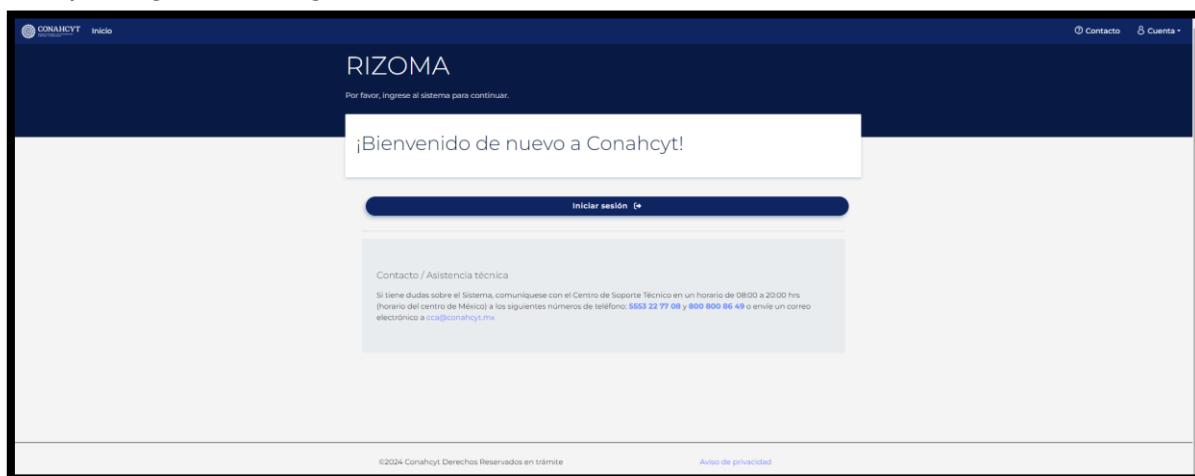 CONAHCYT Inicio
Contacto Cuenta
RIZOMA
Por favor, ingrese al sistema para continuar.
¡Bienvenido de nuevo a Conahcyt!
Iniciar sesión
Contacto / Asistencia técnica
Si tiene dudas sobre el Sistema, comuníquese con el Centro de Soporte Técnico en un horario de 08:00 a 20:00 hrs
(horario del centro de México) a los siguientes números de teléfono: 5553 22 77 08 y 800 800 86 49 o envíe un correo
electrónico a cca@conahcyt.mx
©2024 Conahcyt Derechos Reservados en trámite
Aviso de privacidad